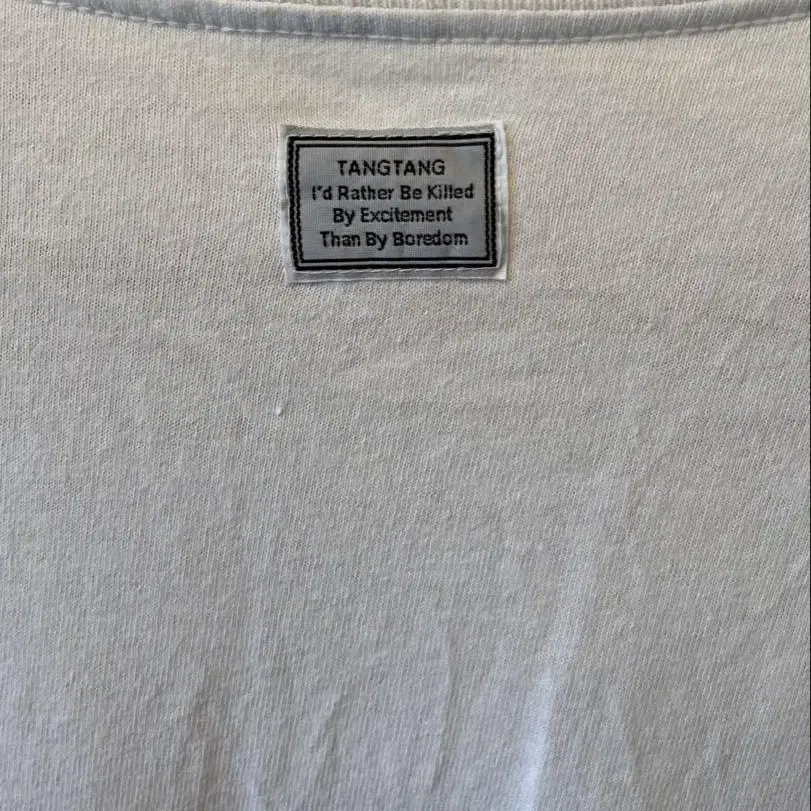 TANGTANG
I'd Rather Be Killed
By Excitement
Than By Boredom